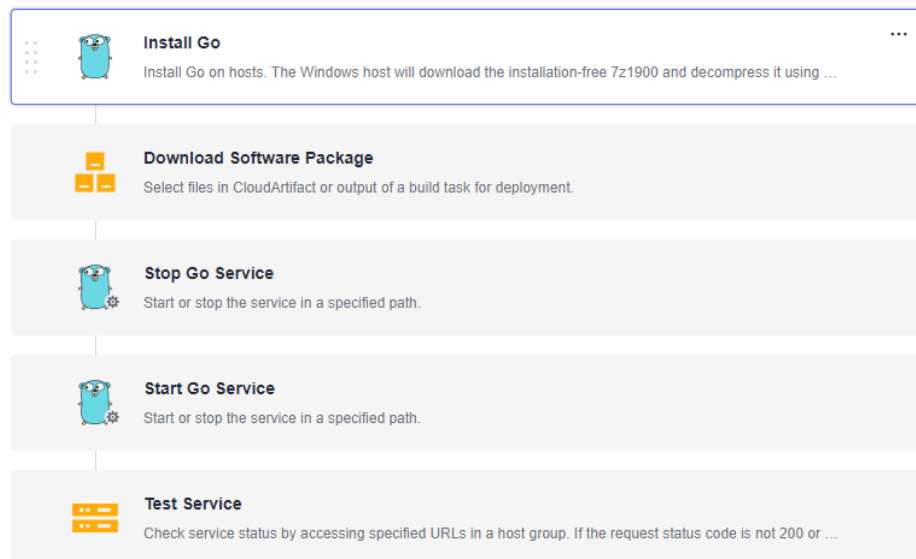 Install Go
Install Go on hosts. The Windows host will download the installation-free 7z1900 and decompress it using ...
Download Software Package
Select files in CloudArtifact or output of a build task for deployment.
Stop Go Service
Start or stop the service in a specified path.
Start Go Service
Start or stop the service in a specified path.
Test Service
Check service status by accessing specified URLs in a host group. If the request status code is not 200 or ...